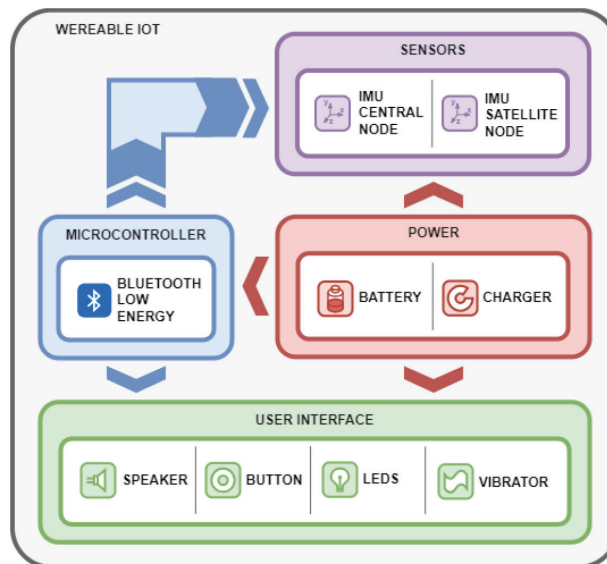 WEREABLE IOT
SENSORS
IMU
CENTRAL
NODE
IMU
SATELLITE
NODE
MICROCONTROLLER
BLUETOOTH
LOW
ENERGY
POWER
BATTERY
CHARGER
USER INTERFACE
SPEAKER
BUTTON
LEDS
VIBRATOR